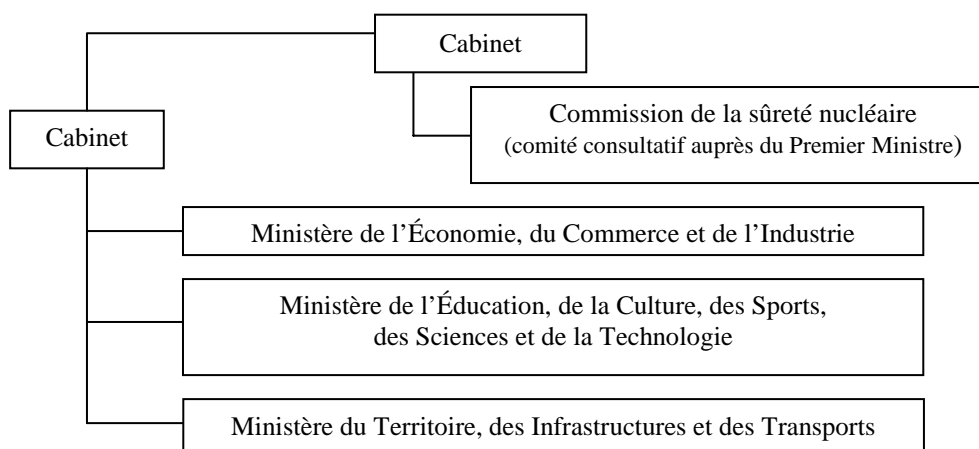 Cabinet
Commission de la sûreté nucléaire
(comité consultatif auprès du Premier Ministre)
Cabinet
Ministère de l’Économie, du Commerce et de l’Industrie
Ministère de l’Éducation, de la Culture, des Sports,
des Sciences et de la Technologie
Ministère du Territoire, des Infrastructures et des Transports